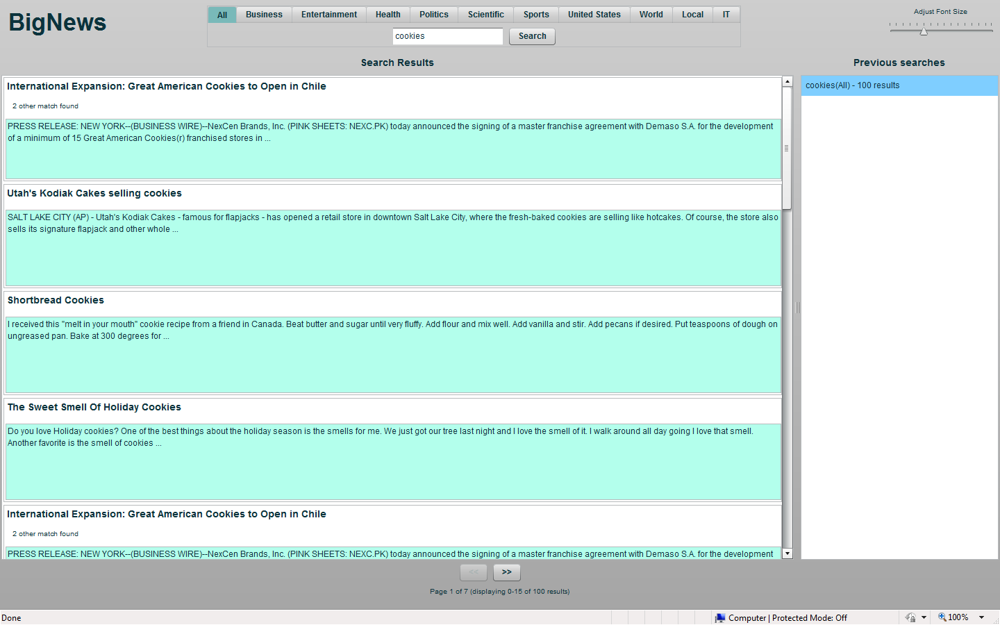 BigNews
All Business Entertainment Health Politics Scientific Sports United States World Local IT
Adjust Font Size
cookies Search
Search Results
Previous searches
International Expansion: Great American Cookies to Open in Chile
2 other match found
PRESS RELEASE: NEW YORK--(BUSINESS WIRE)--NexCen Brands, Inc. (PINK SHEETS: NEXC.PK) today announced the signing of a master franchise agreement with Demaso S.A. for the development
of a minimum of 15 Great American Cookies(r) franchised stores in ...
cookies(All) - 100 results
Utah's Kodiak Cakes selling cookies
SALT LAKE CITY (AP) - Utah's Kodiak Cakes - famous for flapjacks - has opened a retail store in downtown Salt Lake City, where the fresh-baked cookies are selling like hotcakes. Of course, the store also
sells its signature flapjack and other whole ...
Shortbread Cookies
I received this "melt in your mouth" cookie recipe from a friend in Canada. Beat butter and sugar until very fluffy. Add flour and mix well. Add vanilla and stir. Add pecans if desired. Put teaspoons of dough on
ungreased pan. Bake at 300 degrees for ...
The Sweet Smell Of Holiday Cookies
Do you love Holiday cookies? One of the best things about the holiday season is the smells for me. We just got our tree last night and I love the smell of it. I walk around all day going I love that smell.
Another favorite is the smell of cookies ...
International Expansion: Great American Cookies to Open in Chile
2 other match found
PRESS RELEASE: NEW YORK--(BUSINESS WIRE)--NexCen Brands, Inc. (PINK SHEETS: NEXC.PK) today announced the signing of a master franchise agreement with Demaso S.A. for the development
<< >>
Page 1 of 7 (displaying 0-15 of 100 results)
Done
Computer | Protected Mode: Off
100%